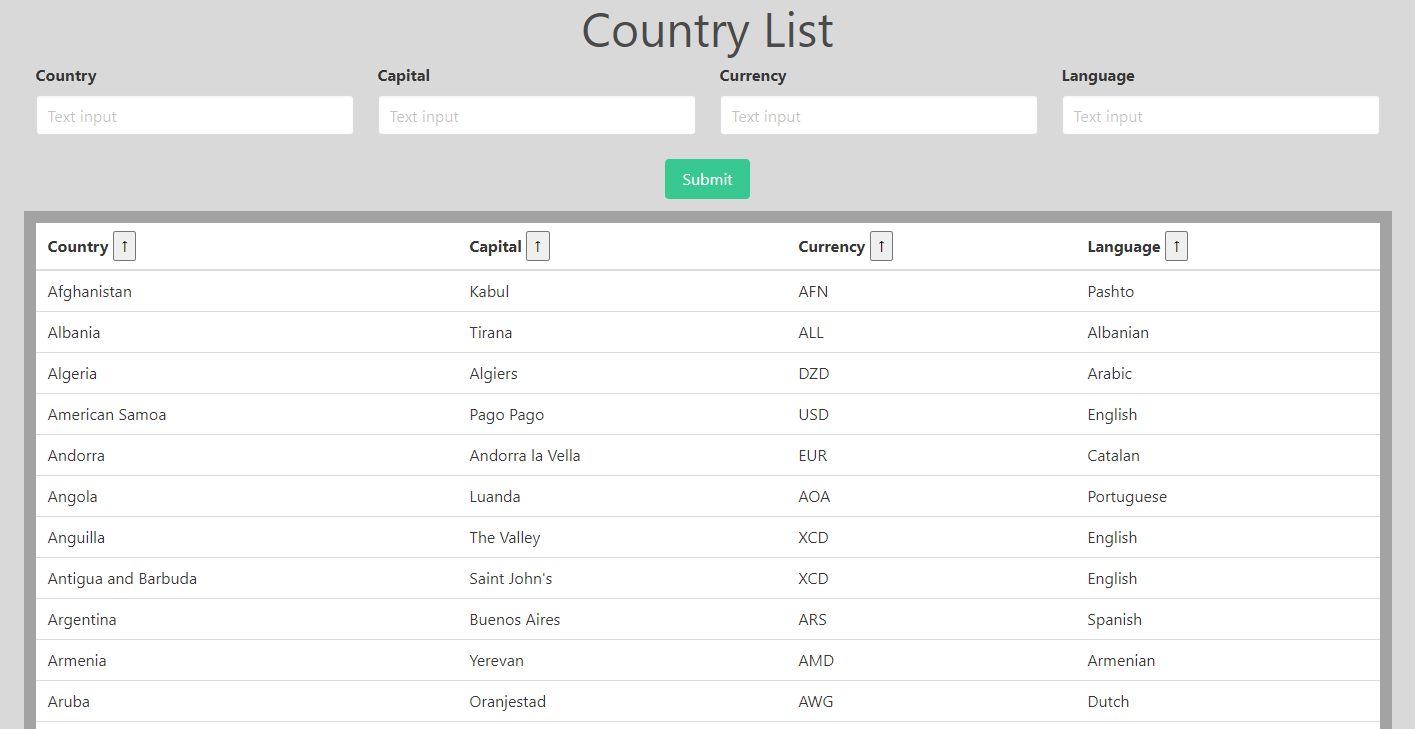 Country List
Country Capital Currency Language
Text input Text input Text input Text input
Submit
Country ↑ Capital ↑ Currency ↑ Language ↑
Afghanistan Kabul AFN Pashto
Albania Tirana ALL Albanian
Algeria Algiers DZD Arabic
American Samoa Pago Pago USD English
Andorra Andorra la Vella EUR Catalan
Angola Luanda AOA Portuguese
Anguilla The Valley XCD English
Antigua and Barbuda Saint John's XCD English
Argentina Buenos Aires ARS Spanish
Armenia Yerevan AMD Armenian
Aruba Oranjestad AWG Dutch